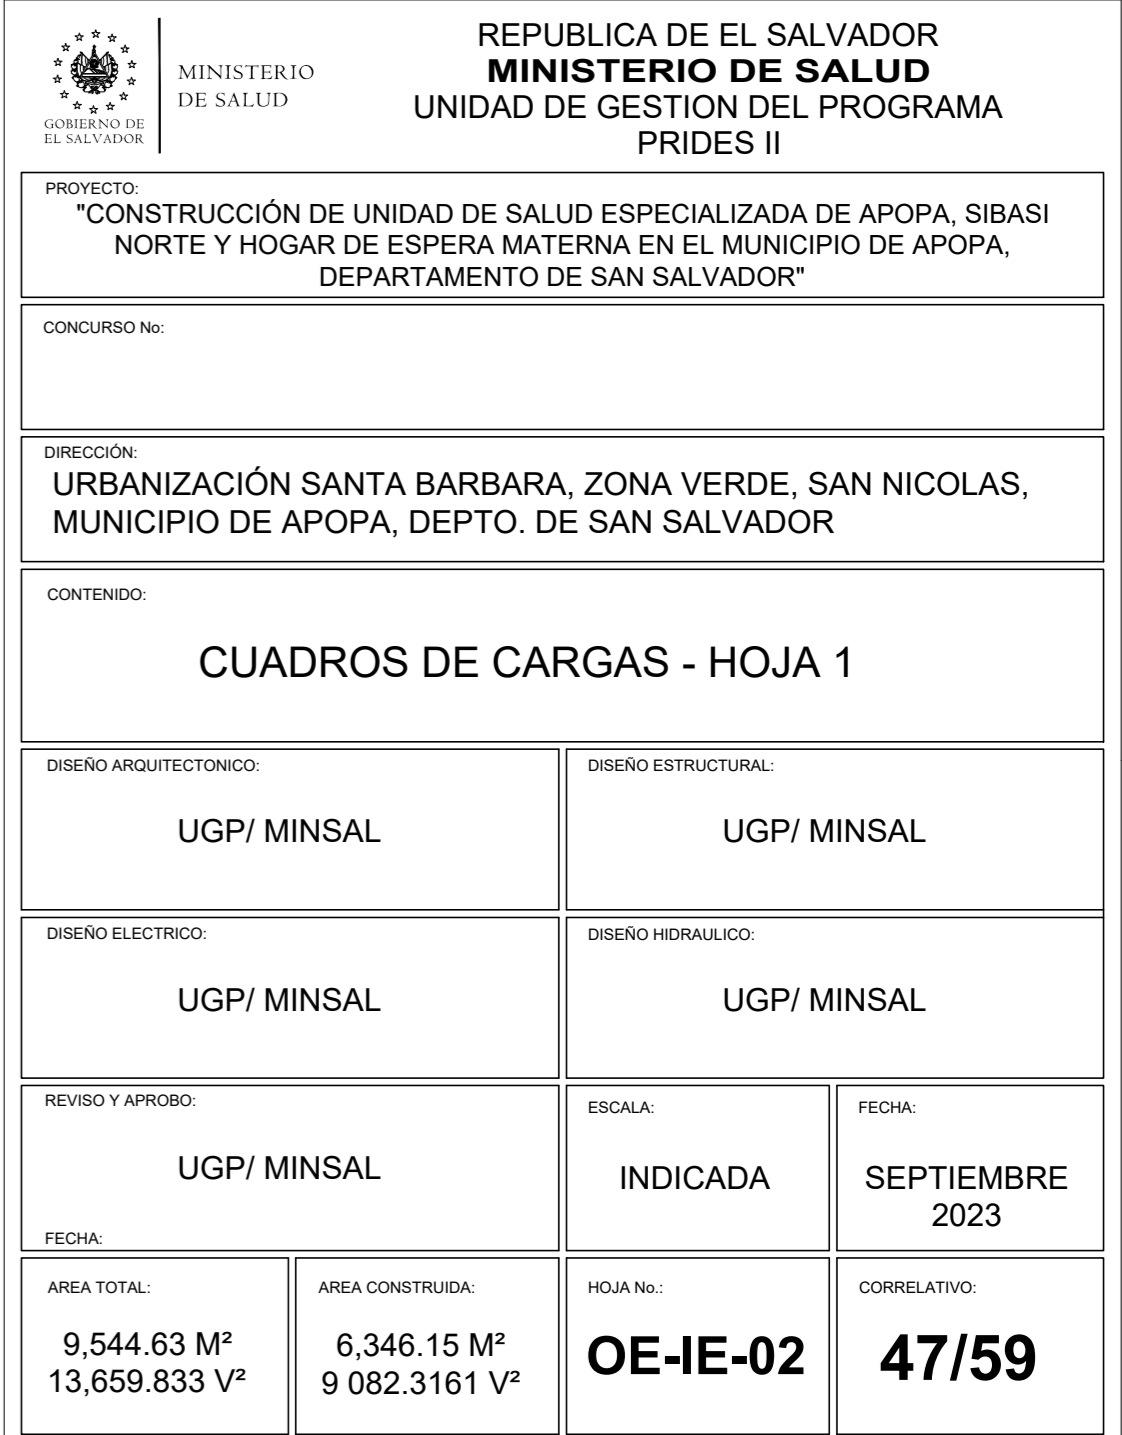 GOBIERNO DE
EL SALVADOR
MINISTERIO
DE SALUD
REPUBLICA DE EL SALVADOR
MINISTERIO DE SALUD
UNIDAD DE GESTION DEL PROGRAMA
PRIDES II
PROYECTO:
"CONSTRUCCIÓN DE UNIDAD DE SALUD ESPECIALIZADA DE APOPA, SIBASI
NORTE Y HOGAR DE ESPERA MATERNA EN EL MUNICIPIO DE APOPA,
DEPARTAMENTO DE SAN SALVADOR"
CONCURSO No:
DIRECCIÓN:
URBANIZACIÓN SANTA BARBARA, ZONA VERDE, SAN NICOLAS,
MUNICIPIO DE APOPA, DEPTO. DE SAN SALVADOR
CONTENIDO:
CUADROS DE CARGAS - HOJA 1
DISEÑO ARQUITECTONICO:
UGP/ MINSAL
DISEÑO ESTRUCTURAL:
UGP/ MINSAL
DISEÑO ELECTRICO:
UGP/ MINSAL
DISEÑO HIDRAULICO:
UGP/ MINSAL
REVISO Y APROBO:
UGP/ MINSAL
FECHA:
ESCALA:
INDICADA
FECHA:
SEPTIEMBRE
2023
AREA TOTAL:
9,544.63 M²
13,659.833 V²
AREA CONSTRUIDA:
6,346.15 M²
9 082.3161 V²
HOJA No.:
OE-IE-02
CORRELATIVO:
47/59